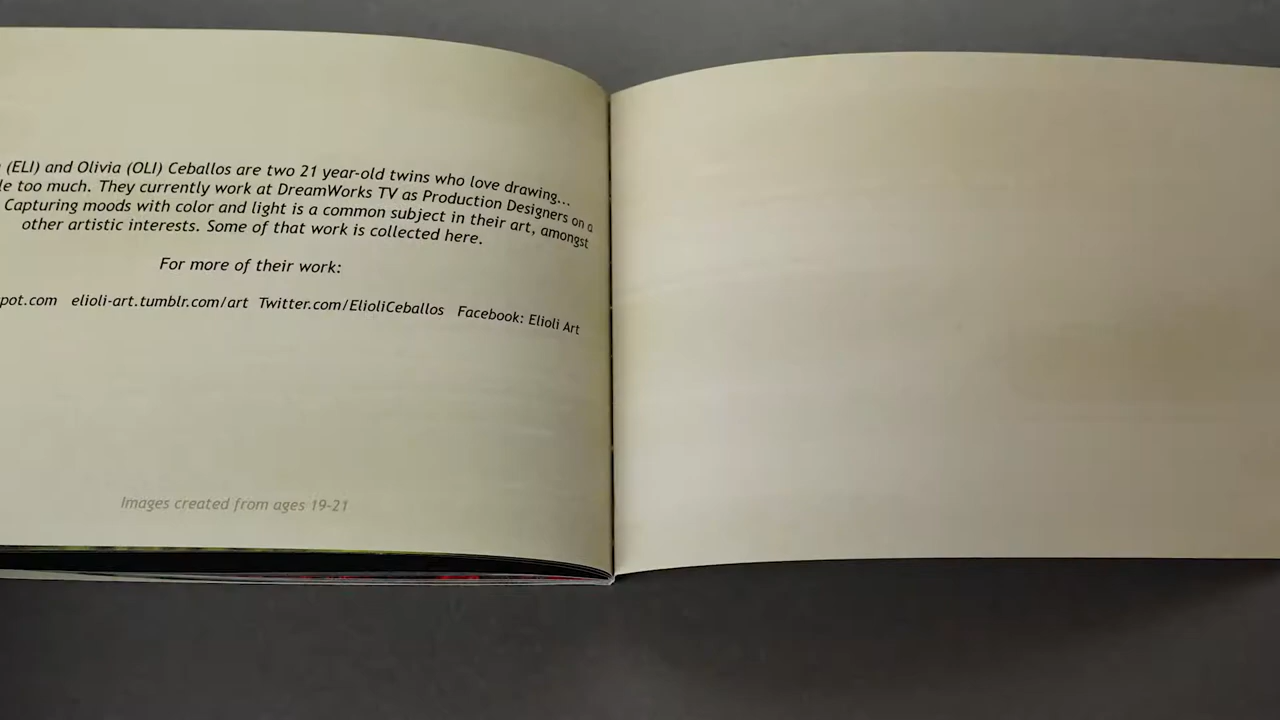 (ELI) and Olivia (OLI) Ceballos are two 21 year-old twins who love drawing...
too much. They currently work at DreamWorks TV as Production Designers on a
Capturing moods with color and light is a common subject in their art, amongst
other artistic interests. Some of that work is collected here.
For more of their work:
pot.com elioli-art.tumblr.com/art Twitter.com/ElioliCeballos Facebook: Elioli Art
Images created from ages 19-21